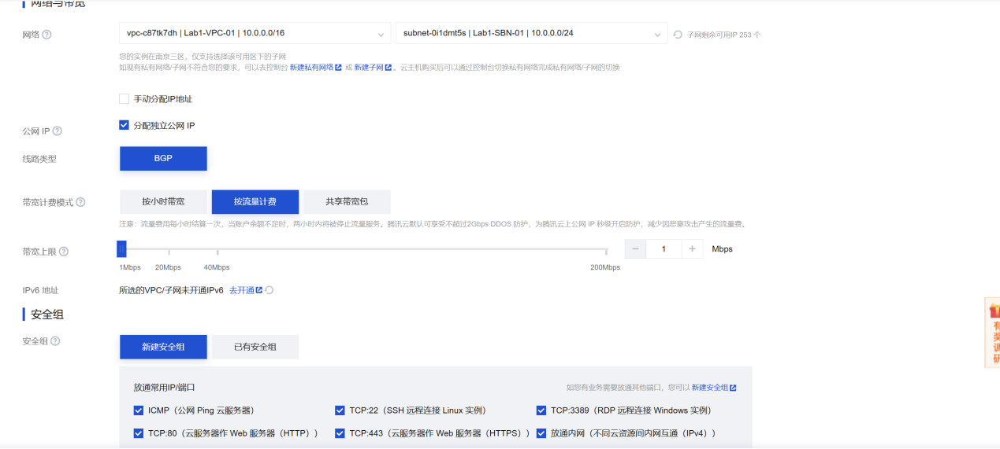 网络与带宽
网络
vpc-c87tk7dh | Lab1-VPC-01 | 10.0.0.0/16
subnet-0i1dmt5s | Lab1-SBN-01 | 10.0.0.0/24
子网剩余可用IP 253 个
您的实例在南京三区，仅支持选择该可用区下的子网
如现有私有网络/子网不符合您的要求，可以去控制台 新建私有网络 或 新建子网 。云主机购买后可以通过控制台切换私有网络完成私有网络/子网的切换
手动分配IP地址
公网 IP
分配独立公网 IP
线路类型
BGP
带宽计费模式
按小时带宽
按流量计费
共享带宽包
注意：流量费用每小时结算一次，当账户余额不足时，两小时内将被停止流量服务。腾讯云默认可享受不超过2Gbps DDOS 防护，为腾讯云上公网 IP 秒级开启防护，减少因恶意攻击产生的流量费。
带宽上限
1
Mbps
1Mbps
20Mbps
40Mbps
200Mbps
IPv6 地址
所选的VPC/子网未开通IPv6 去开通
安全组
安全组
新建安全组
已有安全组
放通常用IP/端口
如您有业务需要放通其他端口，您可以 新建安全组
ICMP（公网 Ping 云服务器）
TCP:22（SSH 远程连接 Linux 实例）
TCP:3389（RDP 远程连接 Windows 实例）
TCP:80（云服务器作 Web 服务器（HTTP））
TCP:443（云服务器作 Web 服务器（HTTPS））
放通内网（不同云资源间内网互通（IPv4））
有奖调研